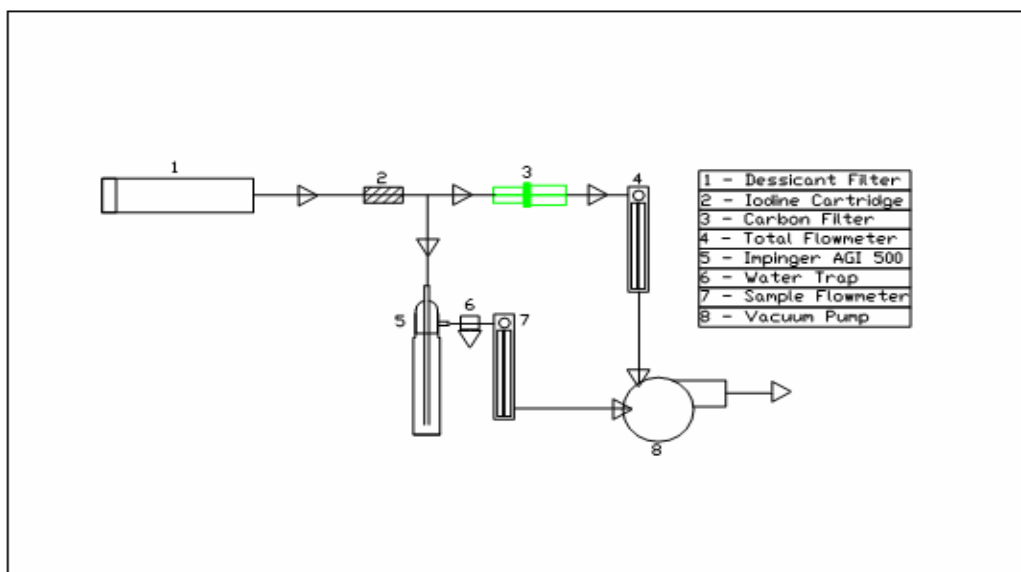 1
2
3
4
5
6
7
8
1 - Dessicant Filter
2 - Iodine Cartridge
3 - Carbon Filter
4 - Total Flowmeter
5 - Impinger AGI 500
6 - Water Trap
7 - Sample Flowmeter
8 - Vacuum Pump